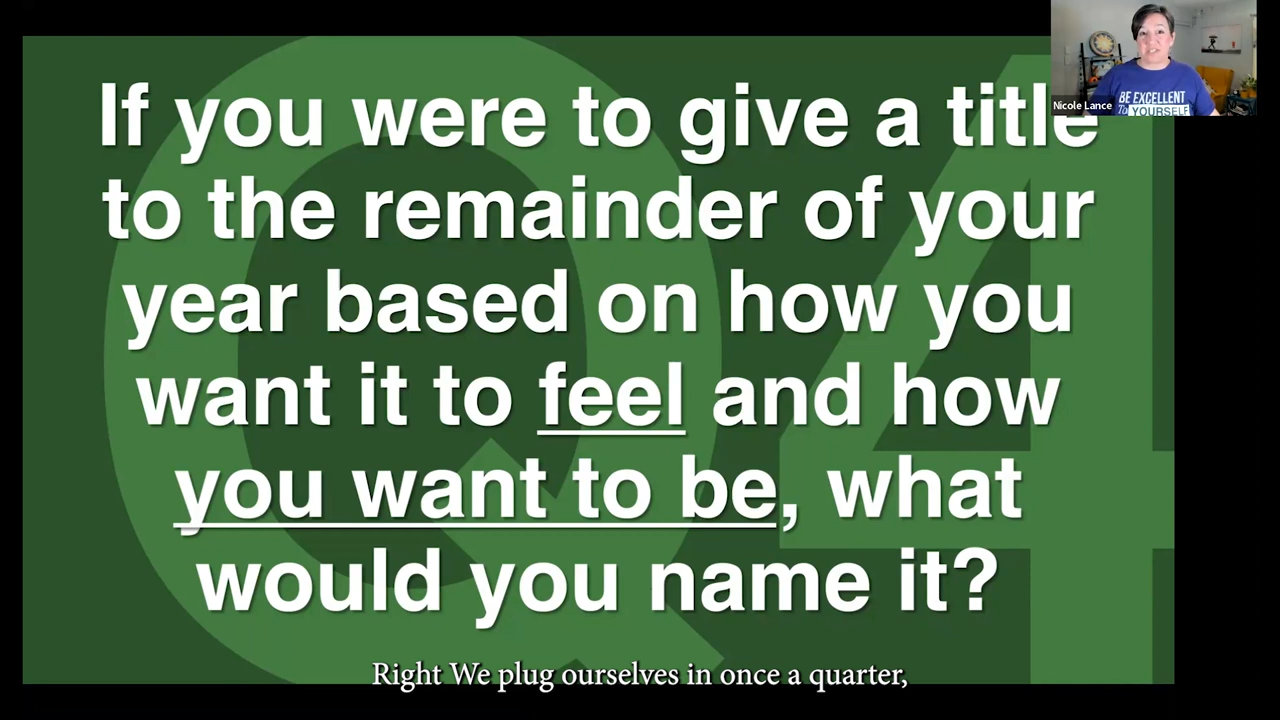 If you were to give a title
to the remainder of your
year based on how you
want it to feel and how
you want to be, what
would you name it?
Q4
Nicole Lance
BE EXCELLENT
To YOURSELF
Right We plug ourselves in once a quarter,